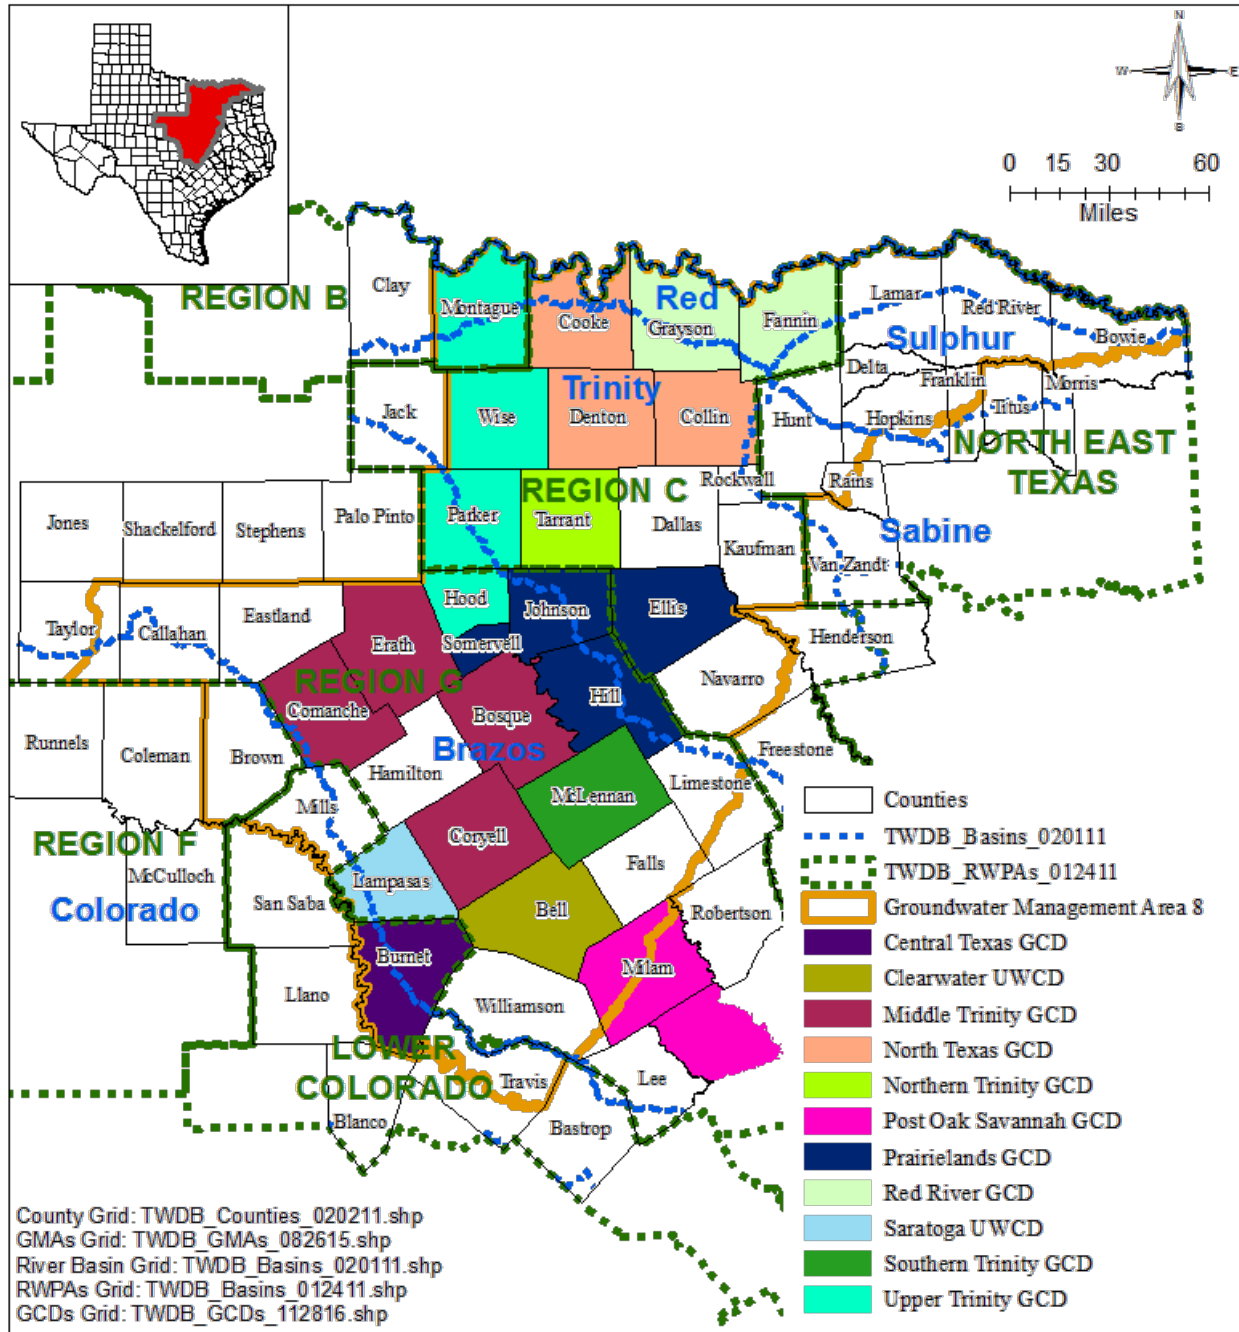 N
W E
S
0 15 30 60
Miles
REGION B
Clay
Montague
Cooke
Red
Grayson
Fannin
Lamar
Red River
Sulphur
Bowie
Delta
Franklin
Morris
Trinity
Jack
Wise
Denton
Collin
Hunt
Hopkins
Titus
NORTH EAST
TEXAS
Rockwall
Rains
REGION C
Jones
Shackelford
Stephens
Palo Pinto
Parker
Tarrant
Dallas
Kaufman
Sabine
Van Zandt
Hood
Johnson
Ellis
Taylor
Callahan
Eastland
Erath
Somervell
Henderson
Navarro
REGION G
Comanche
Bosque
Hill
Runnels
Coleman
Brown
Hamilton
Brazos
Freestone
Limestone
Mills
McLennan
REGION F
McCulloch
Coryell
Falls
Lampasas
San Saba
Colorado
Bell
Robertson
Burnet
Milam
Llano
Williamson
LOWER
COLORADO
Travis
Lee
Blanco
Bastrop
Counties
TWDB_Basins_020111
TWDB_RWPAs_012411
Groundwater Management Area 8
Central Texas GCD
Clearwater UWCD
Middle Trinity GCD
North Texas GCD
Northern Trinity GCD
Post Oak Savannah GCD
Prairielands GCD
Red River GCD
Saratoga UWCD
Southern Trinity GCD
Upper Trinity GCD
County Grid: TWDB_Counties_020211.shp
GMAs Grid: TWDB_GMAs_082615.shp
River Basin Grid: TWDB_Basins_020111.shp
RWPAs Grid: TWDB_Basins_012411.shp
GCDs Grid: TWDB_GCDs_112816.shp